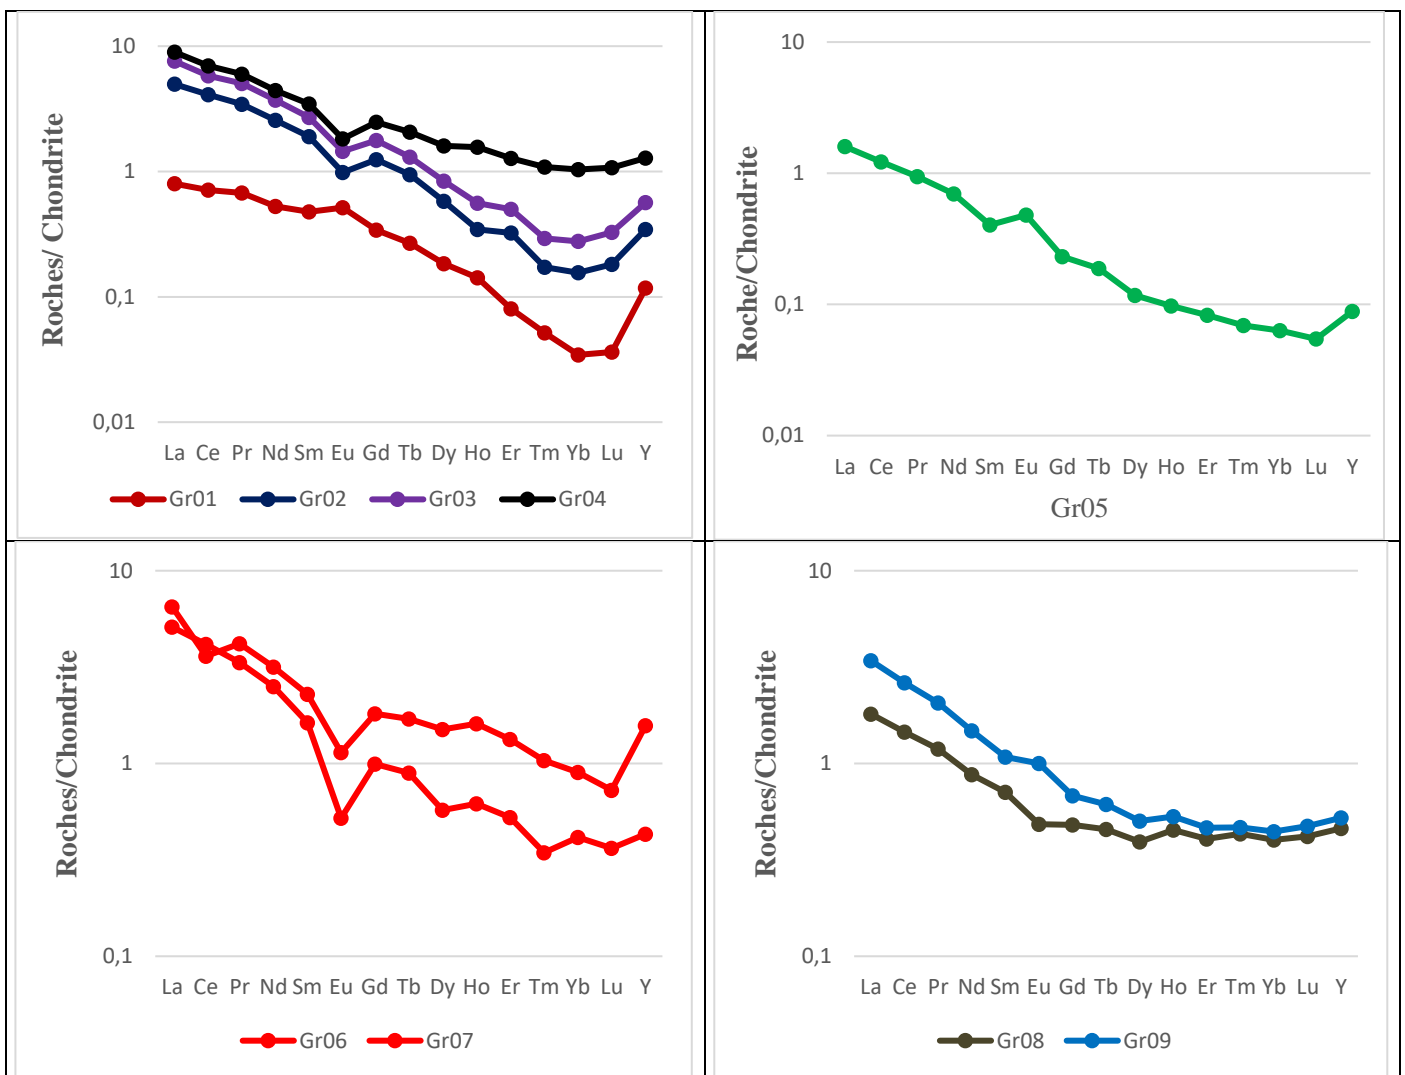 Roches/ Chondrite
10
1
0,1
0,01
La Ce Pr Nd Sm Eu Gd Tb Dy Ho Er Tm Yb Lu Y
Gr01 Gr02 Gr03 Gr04
Roche/Chondrite
10
1
0,1
0,01
La Ce Pr Nd Sm Eu Gd Tb Dy Ho Er Tm Yb Lu Y
Gr05
Roches/Chondrite
10
1
0,1
La Ce Pr Nd Sm Eu Gd Tb Dy Ho Er Tm Yb Lu Y
Gr06 Gr07
Roches/Chondrite
10
1
0,1
La Ce Pr Nd Sm Eu Gd Tb Dy Ho Er Tm Yb Lu Y
Gr08 Gr09